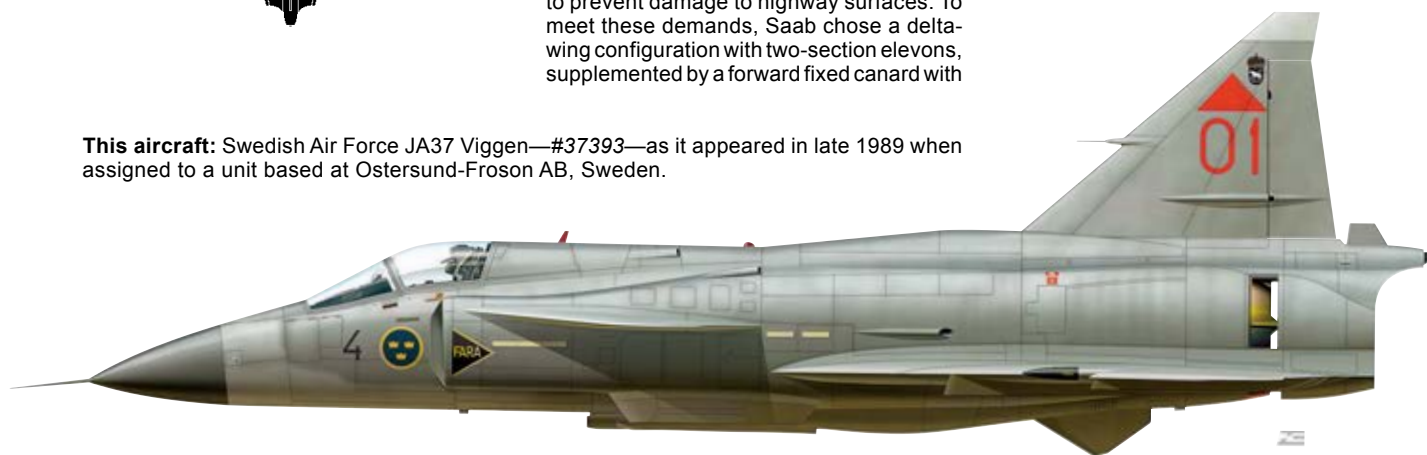 to prevent damage to highway surfaces. To
meet these demands, Saab chose a delta-
wing configuration with two-section elevons,
supplemented by a forward fixed canard with
This aircraft: Swedish Air Force JA37 Viggen—#37393—as it appeared in late 1989 when
assigned to a unit based at Ostersund-Froson AB, Sweden.
01
4
FARA